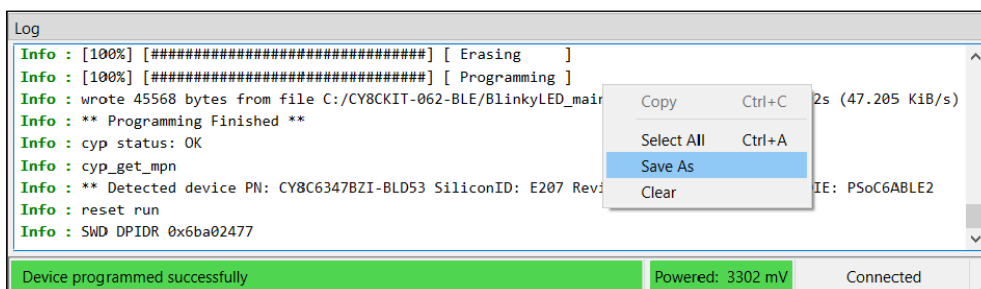 Log
Info : [100%] [################################] [ Erasing     ]
Info : [100%] [################################] [ Programming ]
Info : wrote 45568 bytes from file C:/CY8CKIT-062-BLE/BlinkyLED_mai 2s (47.205 KiB/s)
Info : ** Programming Finished **
Info : cyp status: OK
Info : cyp_get_mpn
Info : ** Detected device PN: CY8C6347BZI-BLD53 SiliconID: E207 Revi IE: PSoC6ABLE2
Info : reset run
Info : SWD DPIDR 0x6ba02477
Copy Ctrl+C
Select All Ctrl+A
Save As
Clear
Device programmed successfully Powered: 3302 mV Connected